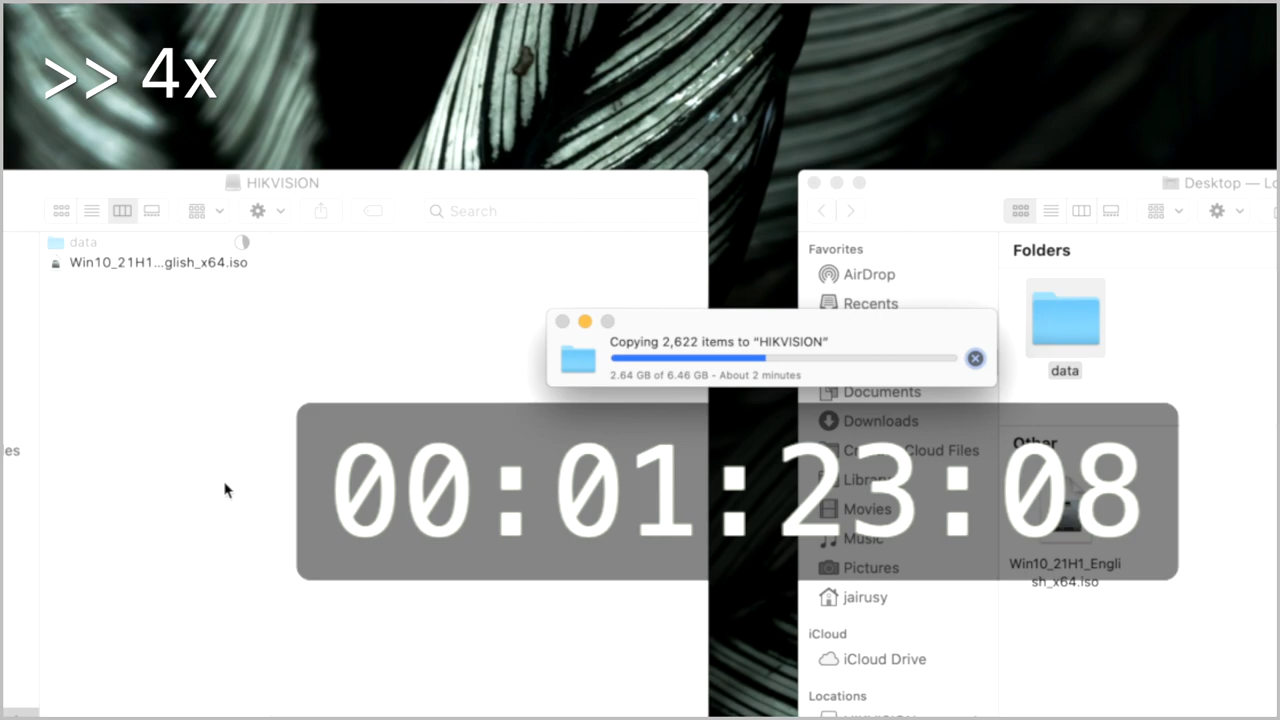 >> 4x
HIKVISION
Search
data
Win10_21H1...glish_x64.iso
es
Desktop —
Favorites
AirDrop
Recents
Copying 2,622 items to “HIKVISION”
2.64 GB of 6.46 GB - About 2 minutes
Documents
Downloads
Cloud Files
Movies
Music
Pictures
jairusy
iCloud
iCloud Drive
Locations
Folders
data
Other
Win10_21H1_Engli
sh_x64.iso
00:01:23:08